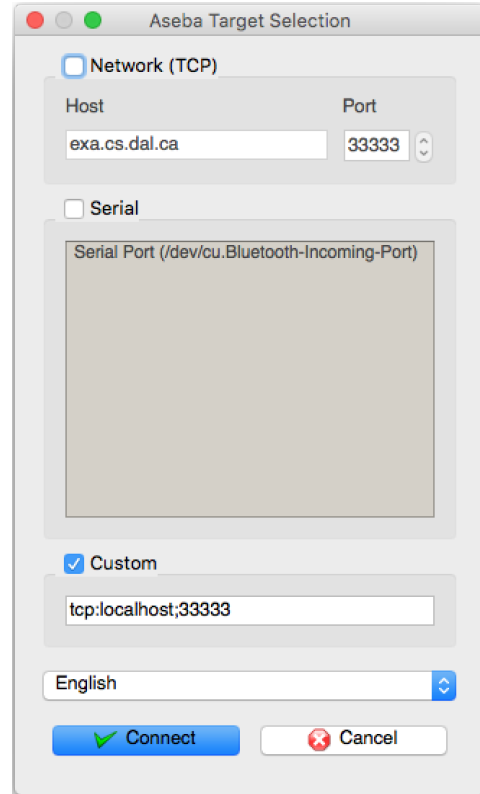 Aseba Target Selection
Network (TCP)
Host Port
exa.cs.dal.ca 33333
Serial
Serial Port (/dev/cu.Bluetooth-Incoming-Port)
Custom
tcp:localhost;33333
English
Connect Cancel